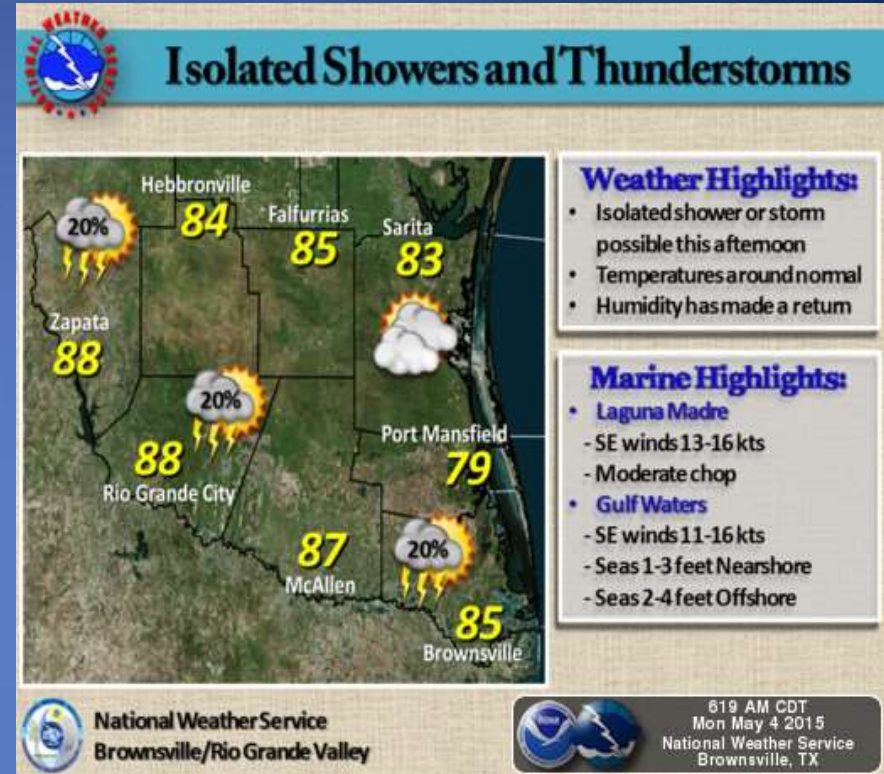 NATIONAL WEATHER SERVICE
Isolated Showers and Thunderstorms
Hebbronville
84
Falfurrias
85
Sarita
83
20%
Zapata
88
20%
88
Rio Grande City
Port Mansfield
79
87
McAllen
20%
85
Brownsville
Weather Highlights:
• Isolated shower or storm
possible this afternoon
• Temperatures around normal
• Humidity has made a return
Marine Highlights:
• Laguna Madre
- SE winds 13-16 kts
- Moderate chop
• Gulf Waters
- SE winds 11-16 kts
- Seas 1-3 feet Nearshore
- Seas 2-4 feet Offshore
National Weather Service
Brownsville/Rio Grande Valley
NOAA
619 AM CDT
Mon May 4 2015
National Weather Service
Brownsville, TX